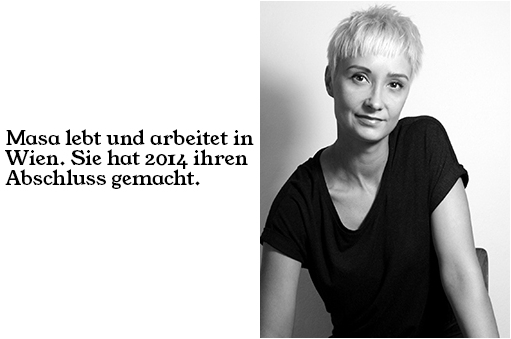 Masa lebt und arbeitet in
Wien. Sie hat 2014 ihren
Abschluss gemacht.